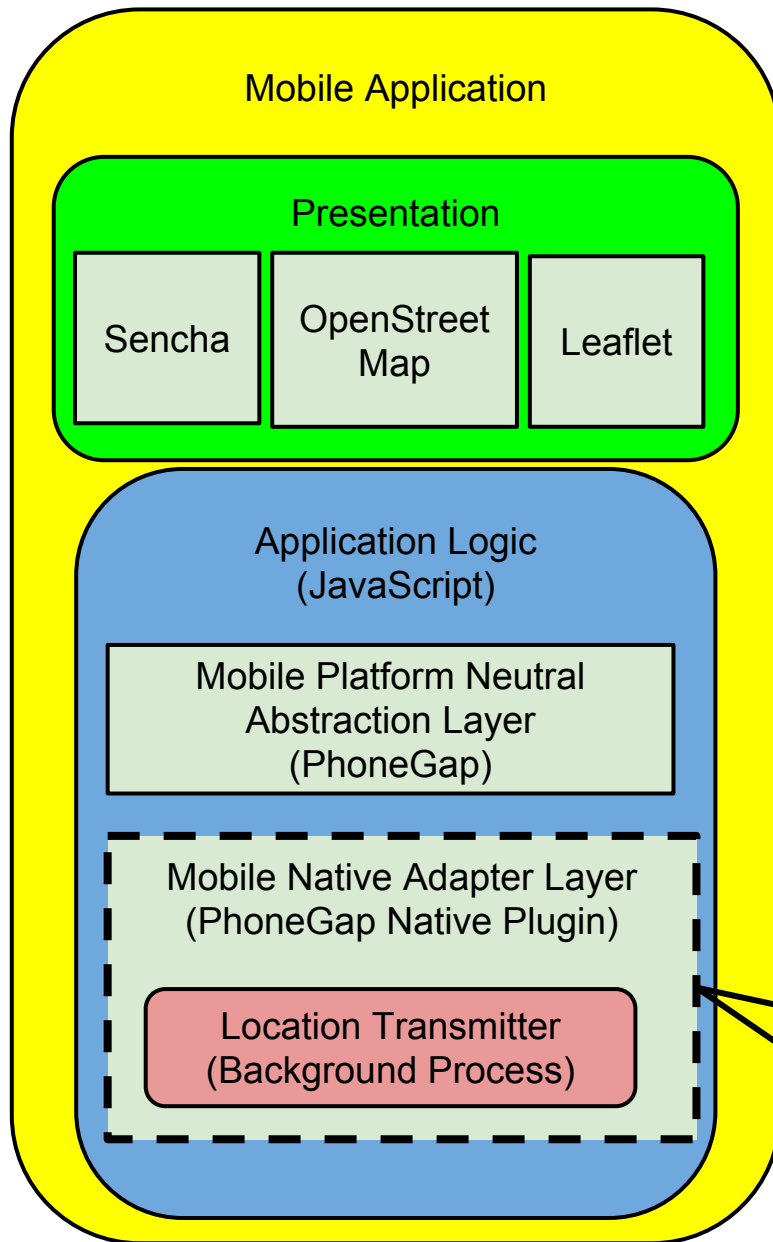 Mobile Application
Presentation
Sencha
OpenStreet
Map
Leaflet
Application Logic
(JavaScript)
Mobile Platform Neutral
Abstraction Layer
(PhoneGap)
Mobile Native Adapter Layer
(PhoneGap Native Plugin)
Location Transmitter
(Background Process)